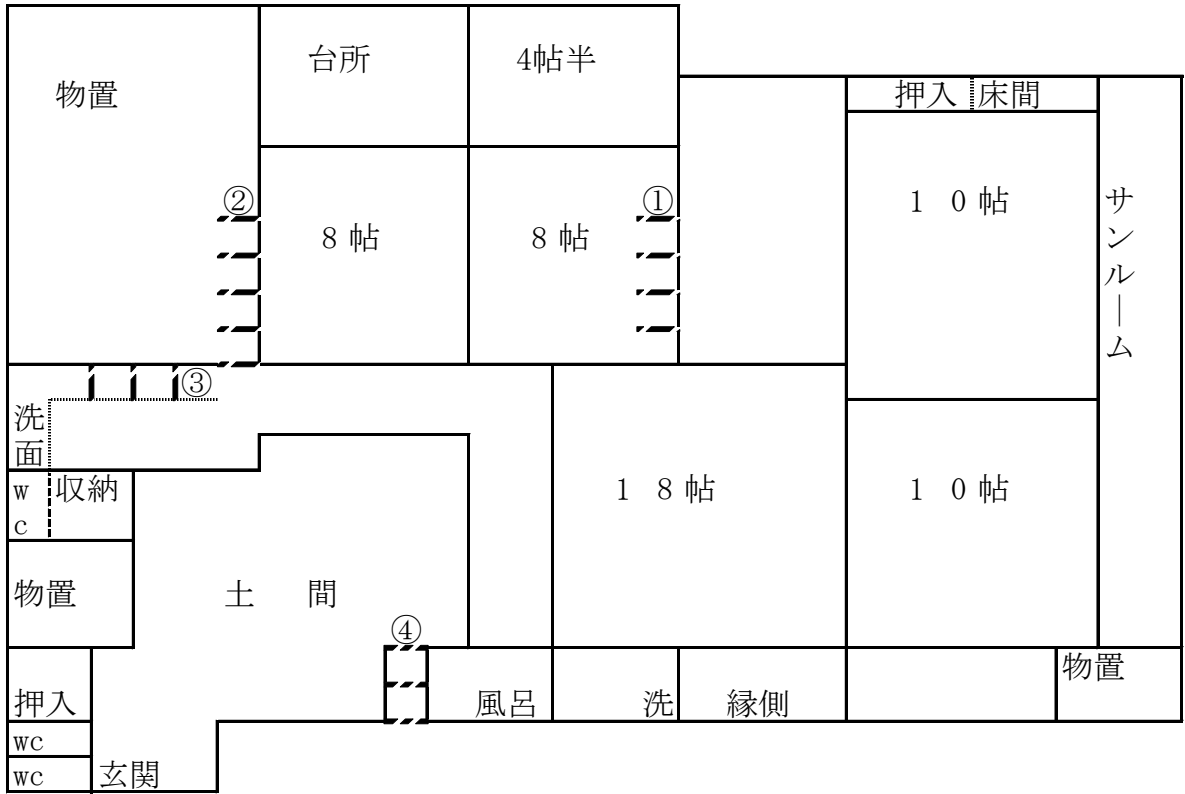 台所
4帖半
物置
押入
床間
②
①
8帖
8帖
10帖
サンルーム
③
洗面
wc
収納
18帖
10帖
物置
土間
④
物置
押入
風呂
洗
縁側
wc
wc
玄関